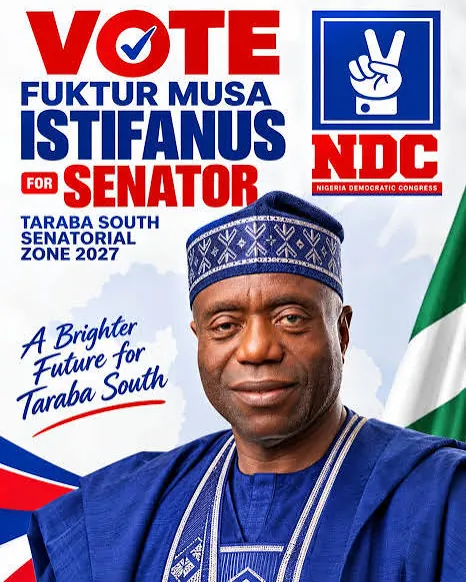 VOTE
FUKTUR MUSA
ISTIFANUS
FOR SENATOR
TARABA SOUTH
SENATORIAL
ZONE 2027
A Brighter
Future for
Taraba South
NDC
NIGERIA DEMOCRATIC CONGRESS